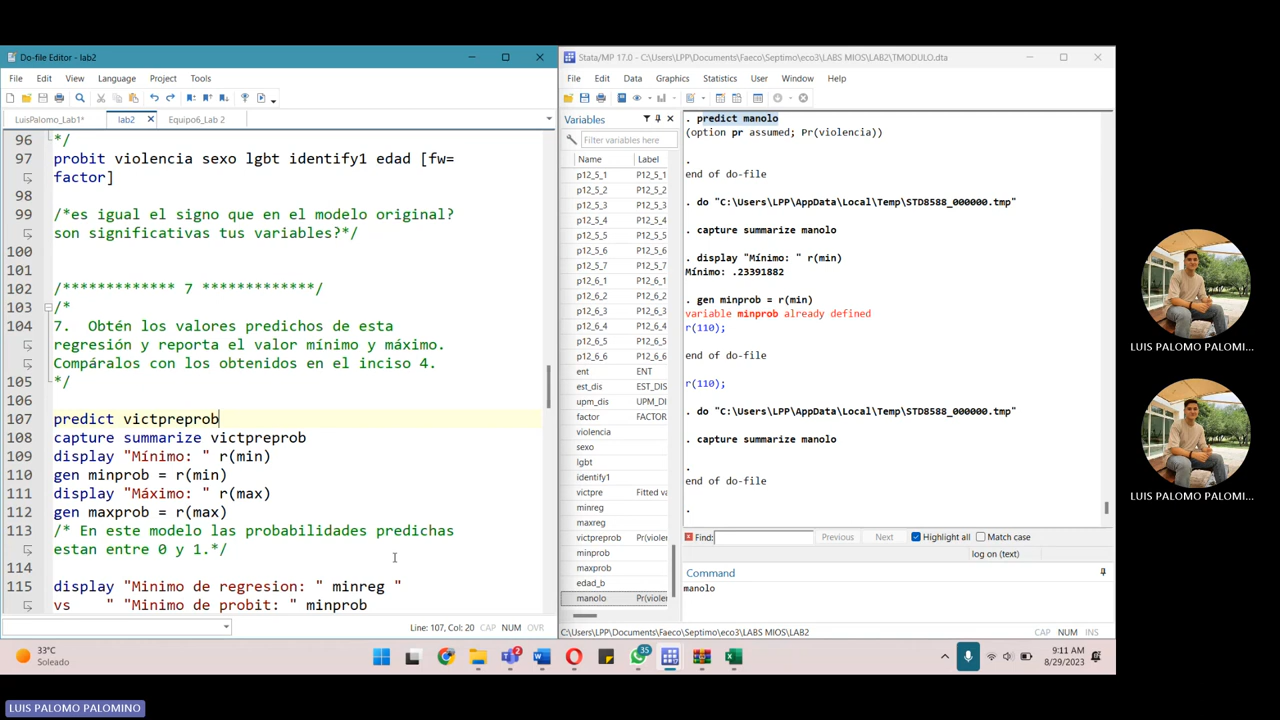 Do-file Editor - lab2
File Edit View Language Project Tools
LuisPalomo_Lab1* lab2 Equipo6_Lab 2
96 */
97 probit violencia sexo lgbt identify1 edad [fw=
factor]
98
99 /*es igual el signo que en el modelo original?
son significativas tus variables?*/
100
101
102 /************* 7 *************/
103 /*
104 7. Obtén los valores predichos de esta
regresión y reporta el valor mínimo y máximo.
Compáralos con los obtenidos en el inciso 4.
105 */
106
107 predict victpreprob
108 capture summarize victpreprob
109 display "Mínimo: " r(min)
110 gen minprob = r(min)
111 display "Máximo: " r(max)
112 gen maxprob = r(max)
113 /* En este modelo las probabilidades predichas
estan entre 0 y 1.*/
114
115 display "Minimo de regresion: " minreg "
vs    " "Minimo de probit: " minprob
Line: 107, Col: 20 CAP NUM OVR
Stata/MP 17.0 - C:\Users\LPP\Documents\Faeco\Septimo\eco3\LABS MIOS\LAB2\TMODULO.dta
File Edit Data Graphics Statistics User Window Help
Variables
Filter variables here
Name Label
p12_5_1 P12_5_1
p12_5_2 P12_5_2
p12_5_3 P12_5_3
p12_5_4 P12_5_4
p12_5_5 P12_5_5
p12_5_6 P12_5_6
p12_5_7 P12_5_7
p12_6_1 P12_6_1
p12_6_2 P12_6_2
p12_6_3 P12_6_3
p12_6_4 P12_6_4
p12_6_5 P12_6_5
p12_6_6 P12_6_6
ent ENT
est_dis EST_DIS
upm_dis UPM_DI
factor FACTOR
violencia
sexo
lgbt
identify1
victpre Fitted va
minreg
maxreg
victpreprob Pr(violer
minprob
maxprob
edad_b
manolo Pr(violer
. predict manolo
(option pr assumed; Pr(violencia))
.
end of do-file
. do "C:\Users\LPP\AppData\Local\Temp\STD8588_000000.tmp"
. capture summarize manolo
. display "Mínimo: " r(min)
Mínimo: .23391882
. gen minprob = r(min)
variable minprob already defined
r(110);
end of do-file
r(110);
. do "C:\Users\LPP\AppData\Local\Temp\STD8588_000000.tmp"
. capture summarize manolo
.
end of do-file
.
Find: Previous Next Highlight all Match case
log on (text)
Command
manolo
C:\Users\LPP\Documents\Faeco\Septimo\eco3\LABS MIOS\LAB2 CAP NUM INS
33°C
Soleado
2
35
9:11 AM
8/29/2023
LUIS PALOMO PALOMI...
LUIS PALOMO PALOMI...
LUIS PALOMO PALOMINO